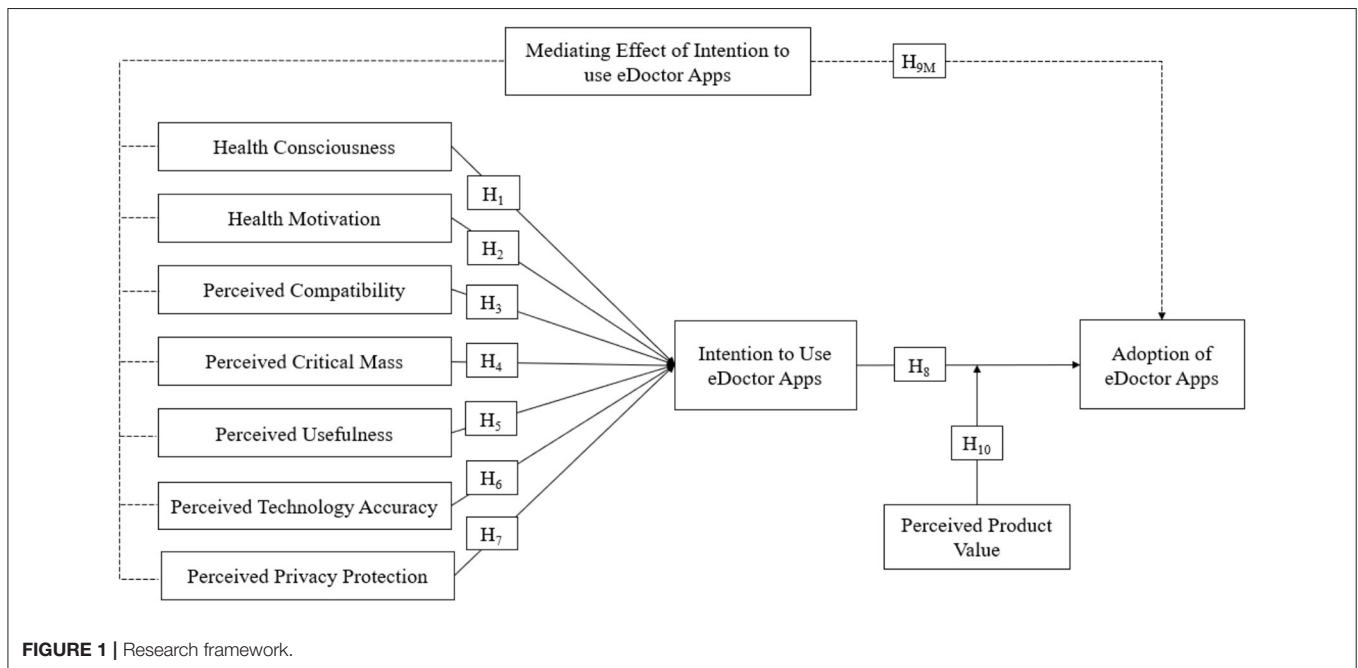 Mediating Effect of Intention to
use eDoctor Apps
H9M
Health Consciousness
H1
Health Motivation
H2
Perceived Compatibility
H3
Perceived Critical Mass
H4
Perceived Usefulness
H5
Perceived Technology Accuracy
H6
Perceived Privacy Protection
H7
Intention to Use
eDoctor Apps
H8
Adoption of
eDoctor Apps
H10
Perceived Product
Value
FIGURE 1 | Research framework.